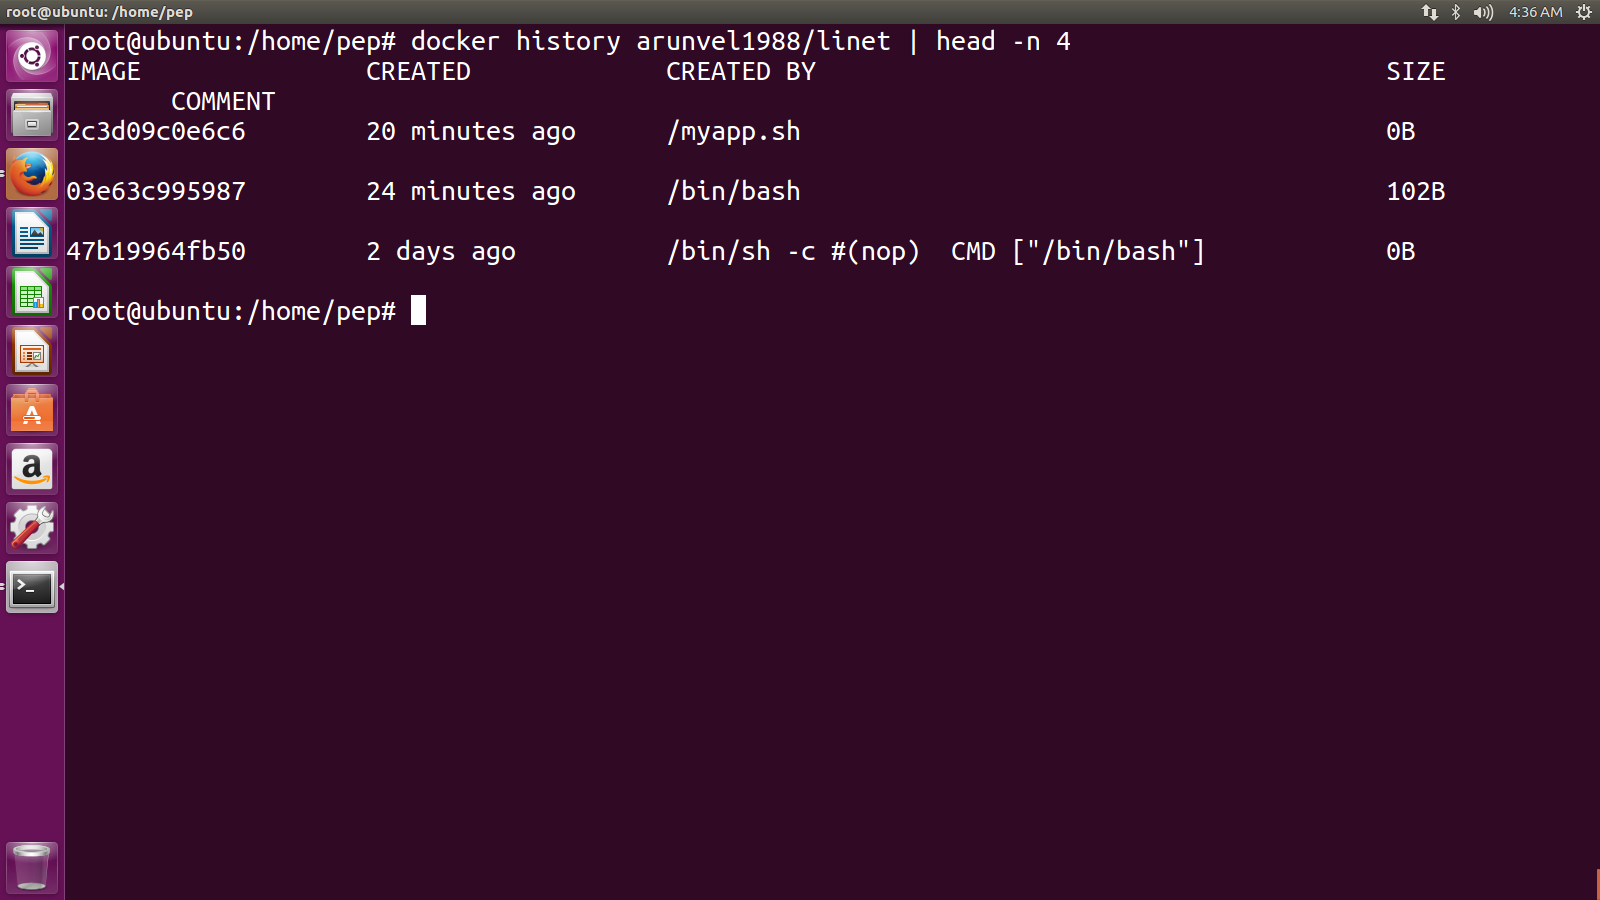 root@ubuntu: /home/pep
4:36 AM
root@ubuntu:/home/pep# docker history arunvel1988/linet | head -n 4
IMAGE CREATED CREATED BY SIZE
COMMENT
2c3d09c0e6c6 20 minutes ago /myapp.sh 0B
03e63c995987 24 minutes ago /bin/bash 102B
47b19964fb50 2 days ago /bin/sh -c #(nop)  CMD ["/bin/bash"] 0B
root@ubuntu:/home/pep#